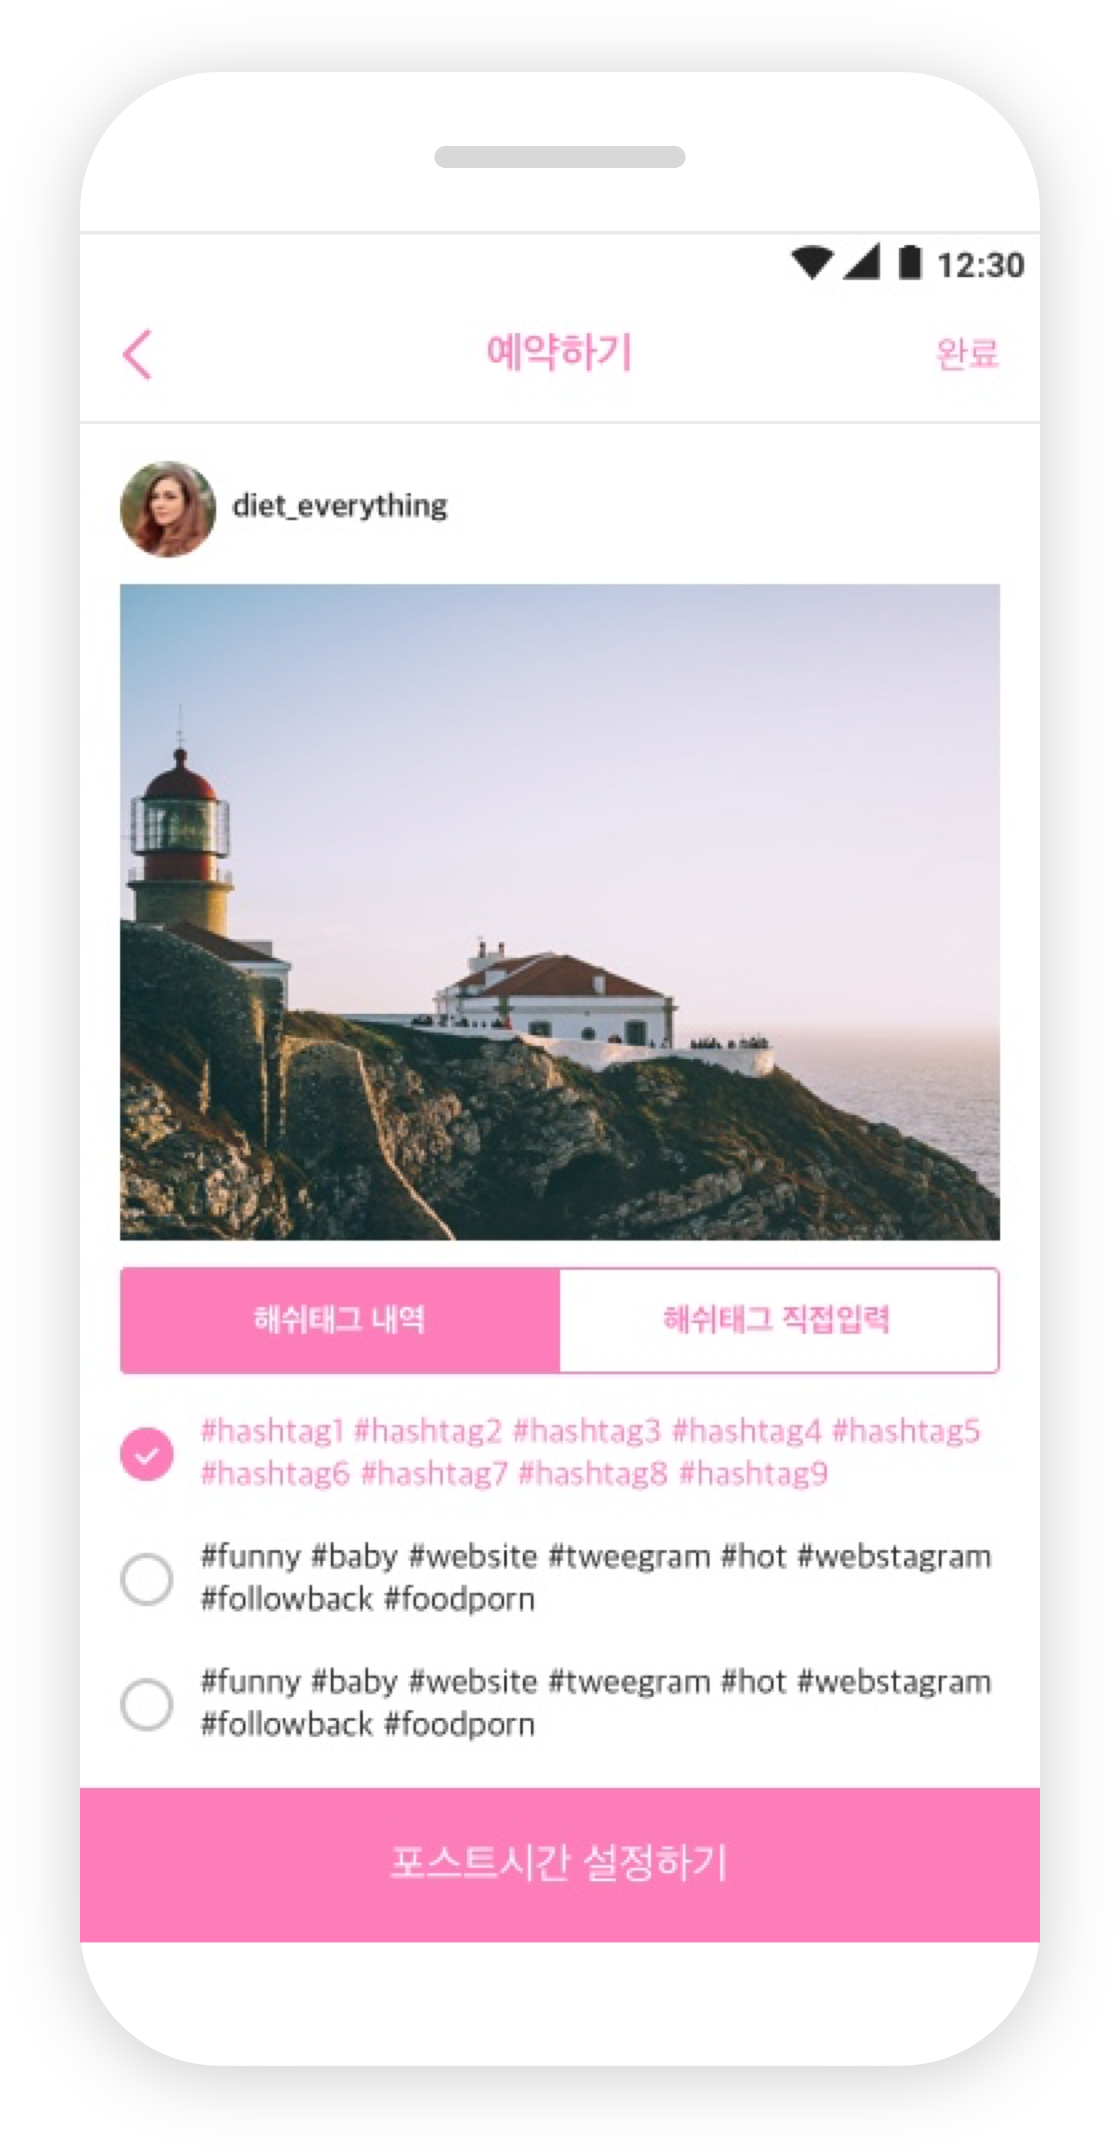 12:30
예약하기
완료
diet_everything
해쉬태그 내역
해쉬태그 직접입력
#hashtag1 #hashtag2 #hashtag3 #hashtag4 #hashtag5
#hashtag6 #hashtag7 #hashtag8 #hashtag9
#funny #baby #website #tweegram #hot #webstagram
#followback #foodporn
#funny #baby #website #tweegram #hot #webstagram
#followback #foodporn
포스트시간 설정하기